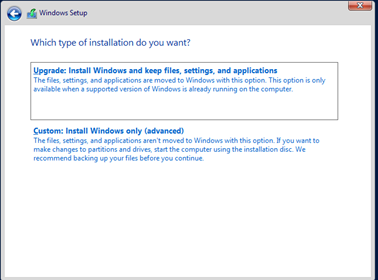 Windows Setup
Which type of installation do you want?
Upgrade: Install Windows and keep files, settings, and applications
The files, settings, and applications are moved to Windows with this option. This option is only
available when a supported version of Windows is already running on the computer.
Custom: Install Windows only (advanced)
The files, settings, and applications aren't moved to Windows with this option. If you want to
make changes to partitions and drives, start the computer using the installation disc. We
recommend backing up your files before you continue.